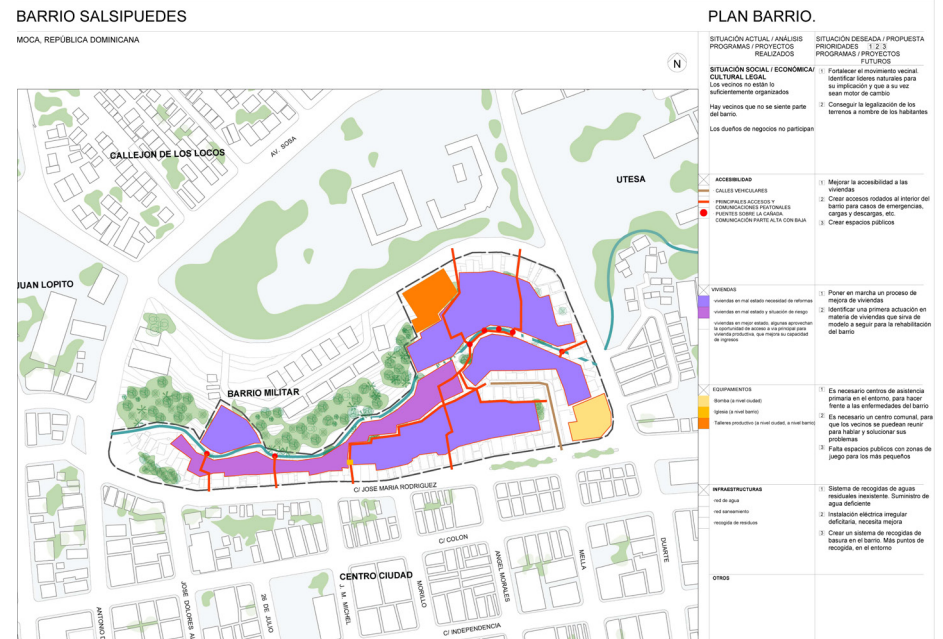 BARRIO SALSIPUEDES
MOCA, REPÚBLICA DOMINICANA
N
CALLEJON DE LOS LOCOS
AV. SOSA
UTESA
JUAN LOPITO
BARRIO MILITAR
C/ JOSE MARIA RODRIGUEZ
C/ COLON
CENTRO CIUDAD
C/ INDEPENDENCIA
ANTONIO D
JOSE DOLORES AL
26 DE JULIO
J. M. MICHEL
MORILLO
ANGEL MORALES
MELLA
DUARTE
PLAN BARRIO.
SITUACIÓN ACTUAL / ANÁLISIS
PROGRAMAS / PROYECTOS
REALIZADOS
SITUACIÓN DESEADA / PROPUESTA
PRIORIDADES 1 2 3
PROGRAMAS / PROYECTOS
FUTUROS
SITUACIÓN SOCIAL / ECONÓMICA/
CULTURAL LEGAL
Los vecinos no están lo
suficientemente organizados
Hay vecinos que no se siente parte
del barrio.
Los dueños de negocios no participan
1 Fortalecer el movimiento vecinal.
Identificar lideres naturales para
su implicación y que a su vez
sean motor de cambio
2 Conseguir la legalización de los
terrenos a nombre de los habitantes
ACCESIBILIDAD
CALLES VEHICULARES
PRINCIPALES ACCESOS Y
COMUNICACIONES PEATONALES
PUENTES SOBRE LA CAÑADA
COMUNICACIÓN PARTE ALTA CON BAJA
1 Mejorar la accesibilidad a las
viviendas
2 Crear accesos rodados al interior del
barrio para casos de emergencias,
cargas y descargas, etc.
3 Crear espacios públicos
VIVIENDAS
viviendas en mal estado necesidad de reformas
viviendas en mal estado y situación de riesgo
viviendas en mejor estado, algunas aprovechen
la oportunidad de acceso a via principal para
vivienda productiva, que mejora su capacidad
de ingresos
1 Poner en marcha un proceso de
mejora de viviendas
2 Identificar una primera actuación en
materia de viviendas que sirva de
modelo a seguir para la rehabilitación
del barrio
EQUIPAMIENTOS
Bomba (a nivel ciudad)
Iglesia (a nivel barrio)
Talleres productivo (a nivel ciudad, a nivel barrio)
1 Es necesario centros de asistencia
primaria en el entorno, para hacer
frente a las enfermedades del barrio
2 Es necesario un centro comunal, para
que los vecinos se puedean reunir
para hablar y solucionar sus
problemas
3 Falta espacios publicos con zonas de
juego para los más pequeños
INFRAESTRUCTURAS
red de agua
red saneamiento
recogida de residuos
1 Sistema de recogidas de aguas
residuales inexistente. Suministro de
agua deficiente
2 Instalación eléctrica irregular
deficitaria, necesita mejora
3 Crear un sistema de recogidas de
basura en el barrio. Más puntos de
recogida, en el entorno
OTROS